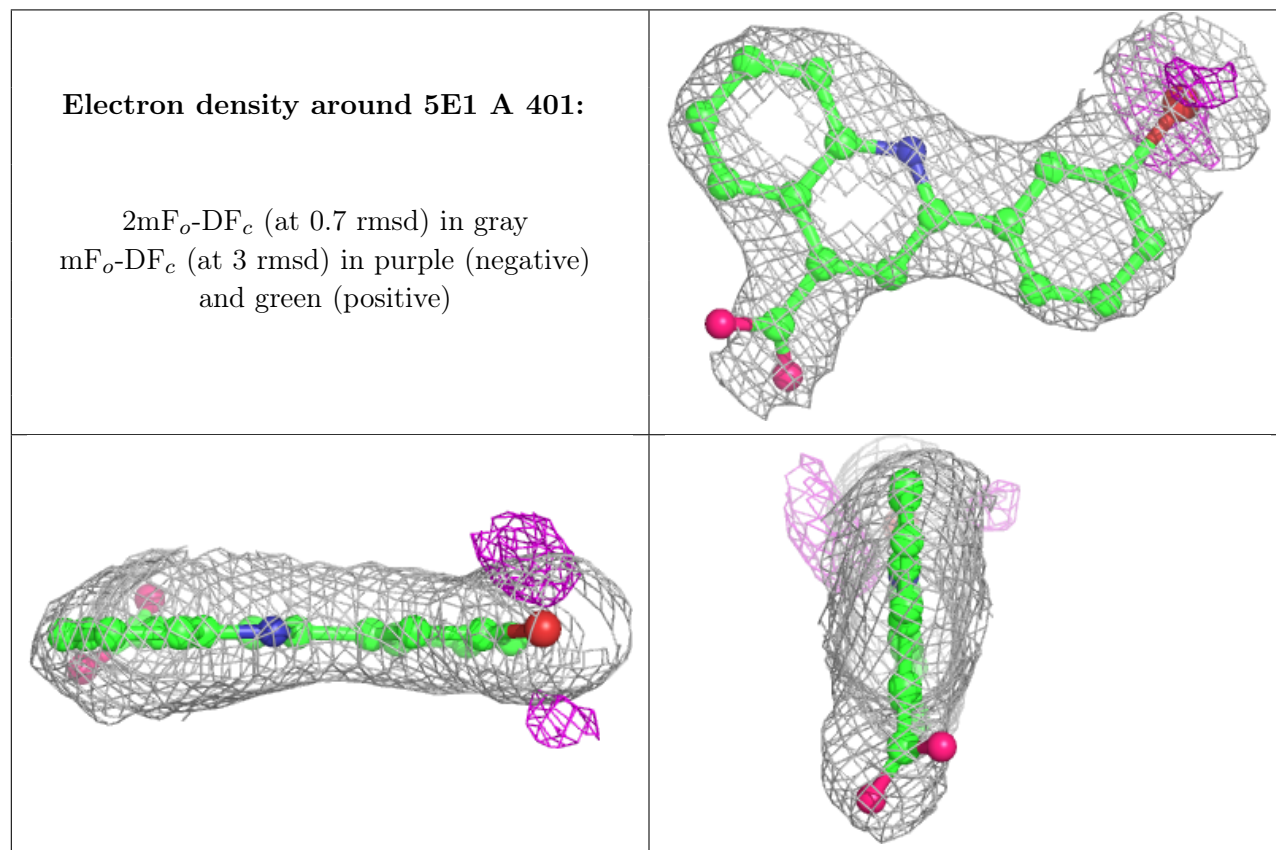 Electron density around 5E1 A 401:
2mFₒ-DF𝒸 (at 0.7 rmsd) in gray
mFₒ-DF𝒸 (at 3 rmsd) in purple (negative)
and green (positive)